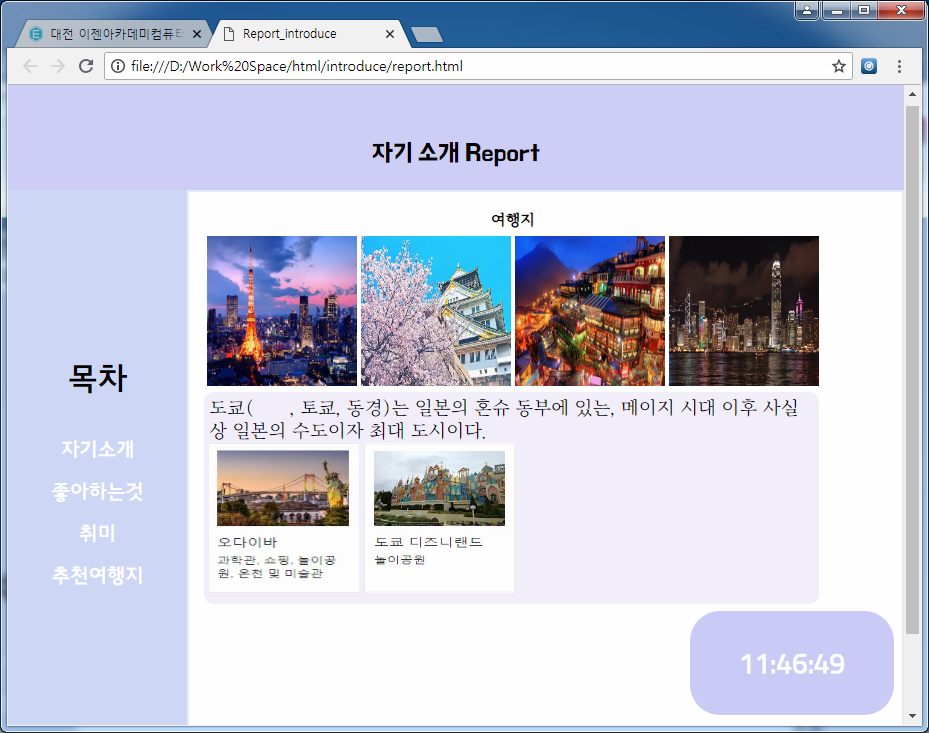 대전 이젠아카데미컴퓨터
Report_introduce
file:///D:/Work%20Space/html/introduce/report.html
자기 소개 Report
여행지
목차
자기소개
좋아하는것
취미
추천여행지
도쿄( , 토쿄, 동경)는 일본의 혼슈 동부에 있는, 메이지 시대 이후 사실
상 일본의 수도이자 최대 도시이다.
오다이바
과학관, 쇼핑, 놀이공
원, 온천 및 미술관
도쿄 디즈니랜드
놀이공원
11:46:49